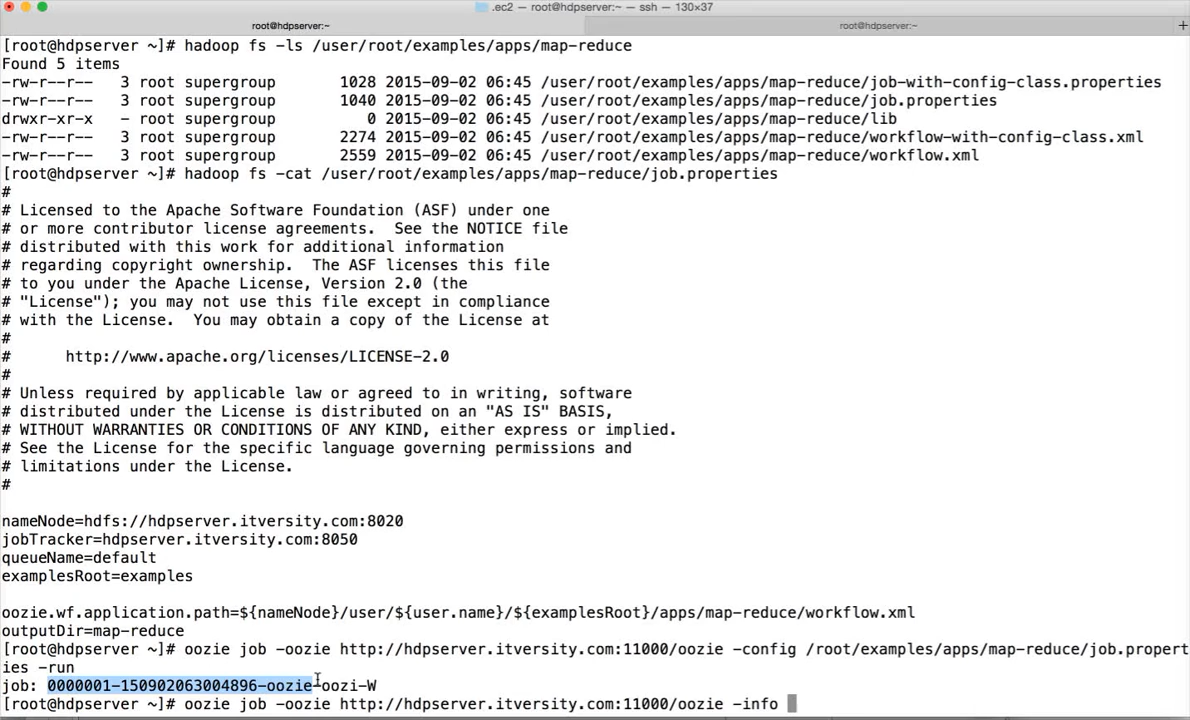 .ec2 — root@hdpserver:~ — ssh — 130×37
root@hdpserver:~ root@hdpserver:~ +
[root@hdpserver ~]# hadoop fs -ls /user/root/examples/apps/map-reduce
Found 5 items
-rw-r--r--   3 root supergroup       1028 2015-09-02 06:45 /user/root/examples/apps/map-reduce/job-with-config-class.properties
-rw-r--r--   3 root supergroup       1040 2015-09-02 06:45 /user/root/examples/apps/map-reduce/job.properties
drwxr-xr-x   - root supergroup          0 2015-09-02 06:45 /user/root/examples/apps/map-reduce/lib
-rw-r--r--   3 root supergroup       2274 2015-09-02 06:45 /user/root/examples/apps/map-reduce/workflow-with-config-class.xml
-rw-r--r--   3 root supergroup       2559 2015-09-02 06:45 /user/root/examples/apps/map-reduce/workflow.xml
[root@hdpserver ~]# hadoop fs -cat /user/root/examples/apps/map-reduce/job.properties
#
# Licensed to the Apache Software Foundation (ASF) under one
# or more contributor license agreements.  See the NOTICE file
# distributed with this work for additional information
# regarding copyright ownership.  The ASF licenses this file
# to you under the Apache License, Version 2.0 (the
# "License"); you may not use this file except in compliance
# with the License.  You may obtain a copy of the License at
#
#      http://www.apache.org/licenses/LICENSE-2.0
#
# Unless required by applicable law or agreed to in writing, software
# distributed under the License is distributed on an "AS IS" BASIS,
# WITHOUT WARRANTIES OR CONDITIONS OF ANY KIND, either express or implied.
# See the License for the specific language governing permissions and
# limitations under the License.
#
nameNode=hdfs://hdpserver.itversity.com:8020
jobTracker=hdpserver.itversity.com:8050
queueName=default
examplesRoot=examples
oozie.wf.application.path=${nameNode}/user/${user.name}/${examplesRoot}/apps/map-reduce/workflow.xml
outputDir=map-reduce
[root@hdpserver ~]# oozie job -oozie http://hdpserver.itversity.com:11000/oozie -config /root/examples/apps/map-reduce/job.propert
ies -run
job: 0000001-150902063004896-oozie-oozi-W
[root@hdpserver ~]# oozie job -oozie http://hdpserver.itversity.com:11000/oozie -info